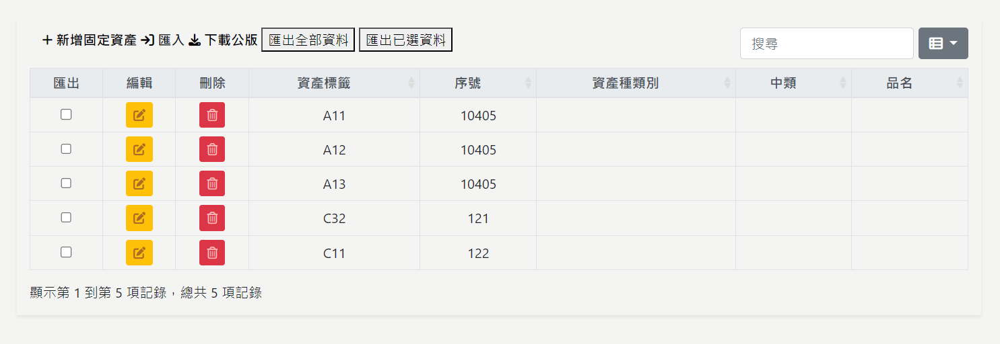 新增固定資產 匯入 下載公版 匯出全部資料 匯出已選資料 搜尋
匯出 編輯 刪除 資產標籤 序號 資產種類別 中類 品名
A11 10405
A12 10405
A13 10405
C32 121
C11 122
顯示第 1 到第 5 項記錄，總共 5 項記錄